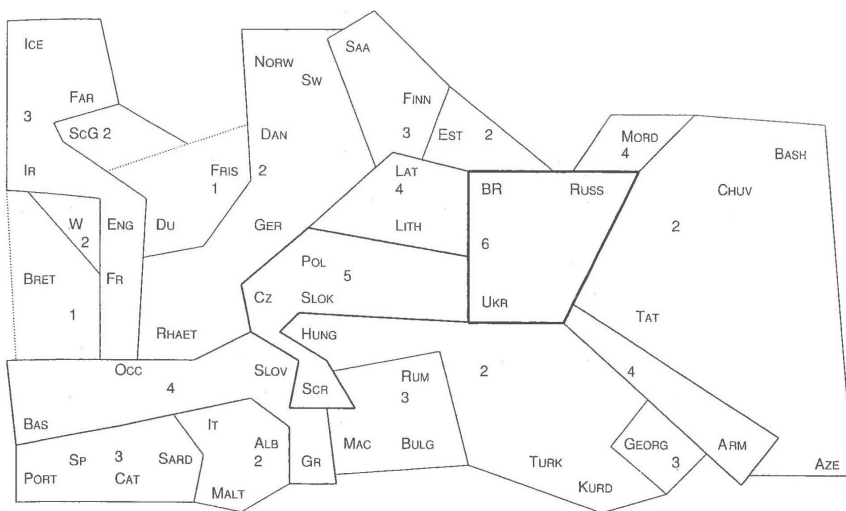 ICE
SAA
NORW
SW
FAR
FINN
3
SCG 2
DAN
3
EST
2
MORD
4
BASH
IR
FRIS
1
2
LAT
4
BR
RUSS
CHUV
W
2
ENG
DU
GER
LITH
6
2
POL
5
BRET
FR
CZ
SLOK
UKR
1
RHAET
HUNG
TAT
OCC
4
SLOV
SCR
RUM
3
2
4
BAS
IT
SP
3
SARD
ALB
2
GR
MAC
BULG
GEORG
3
ARM
PORT
CAT
MALT
TURK
KURD
AZE